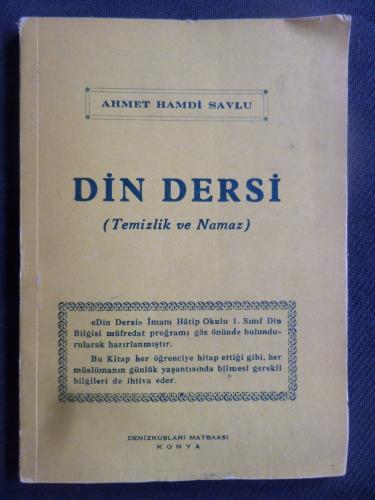 AHMET HAMDİ SAVLU
DİN DERSİ
(Temizlik ve Namaz)
«Din Dersi» İmam Hâtip Okulu 1. Sınıf Din
Bilgisi müfredat proğramı göz önünde bulundu-
rularak hazırlanmıştır.
Bu Kitap her öğrenciye hitap ettiği gibi, her
müslümanın günlük yaşantısında bilmesi gerekli
bilgileri de ihtiva eder.
DENİZKUŞLARI MATBAASI
KONYA